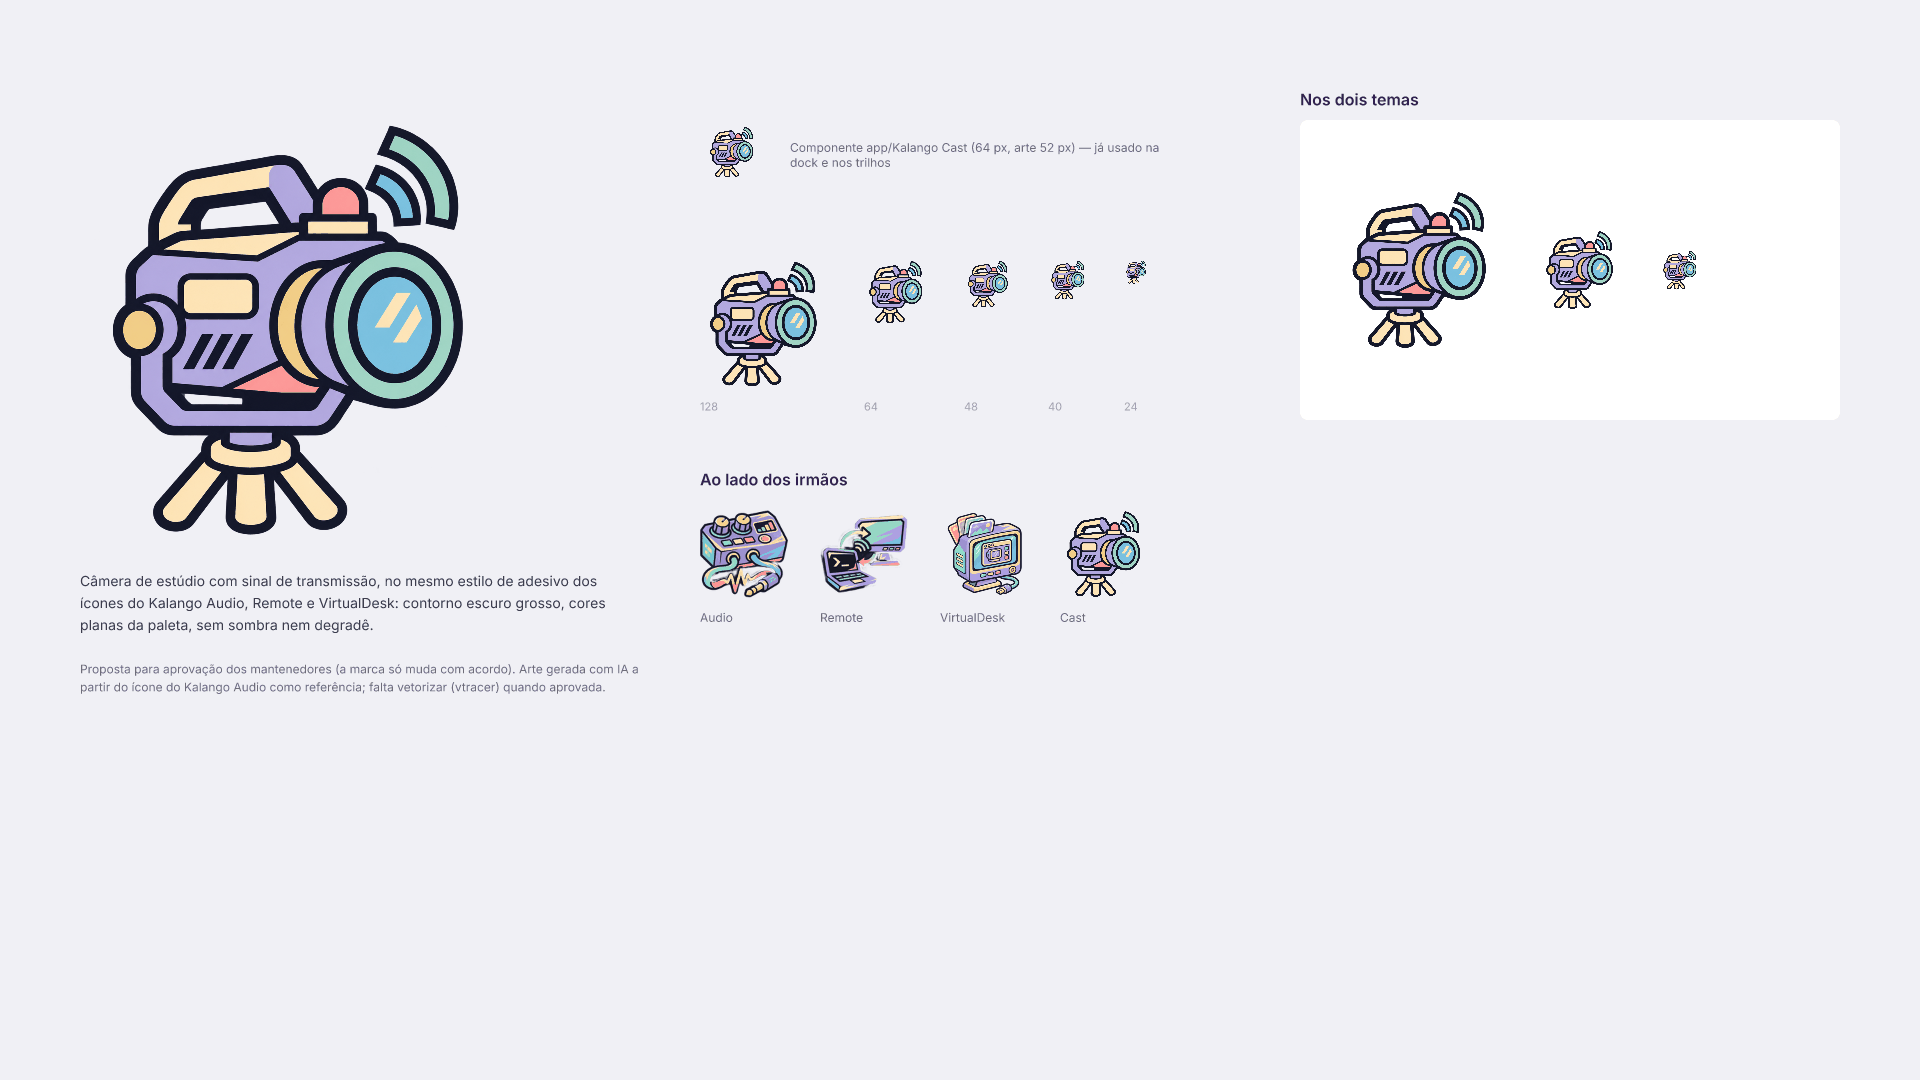 Nos dois temas
Componente app/Kalango Cast (64 px, arte 52 px) — já usado na
dock e nos trilhos
128
64
48
40
24
Ao lado dos irmãos
Audio
Remote
VirtualDesk
Cast
Câmera de estúdio com sinal de transmissão, no mesmo estilo de adesivo dos
ícones do Kalango Audio, Remote e VirtualDesk: contorno escuro grosso, cores
planas da paleta, sem sombra nem degradê.
Proposta para aprovação dos mantenedores (a marca só muda com acordo). Arte gerada com IA a
partir do ícone do Kalango Audio como referência; falta vetorizar (vtracer) quando aprovada.